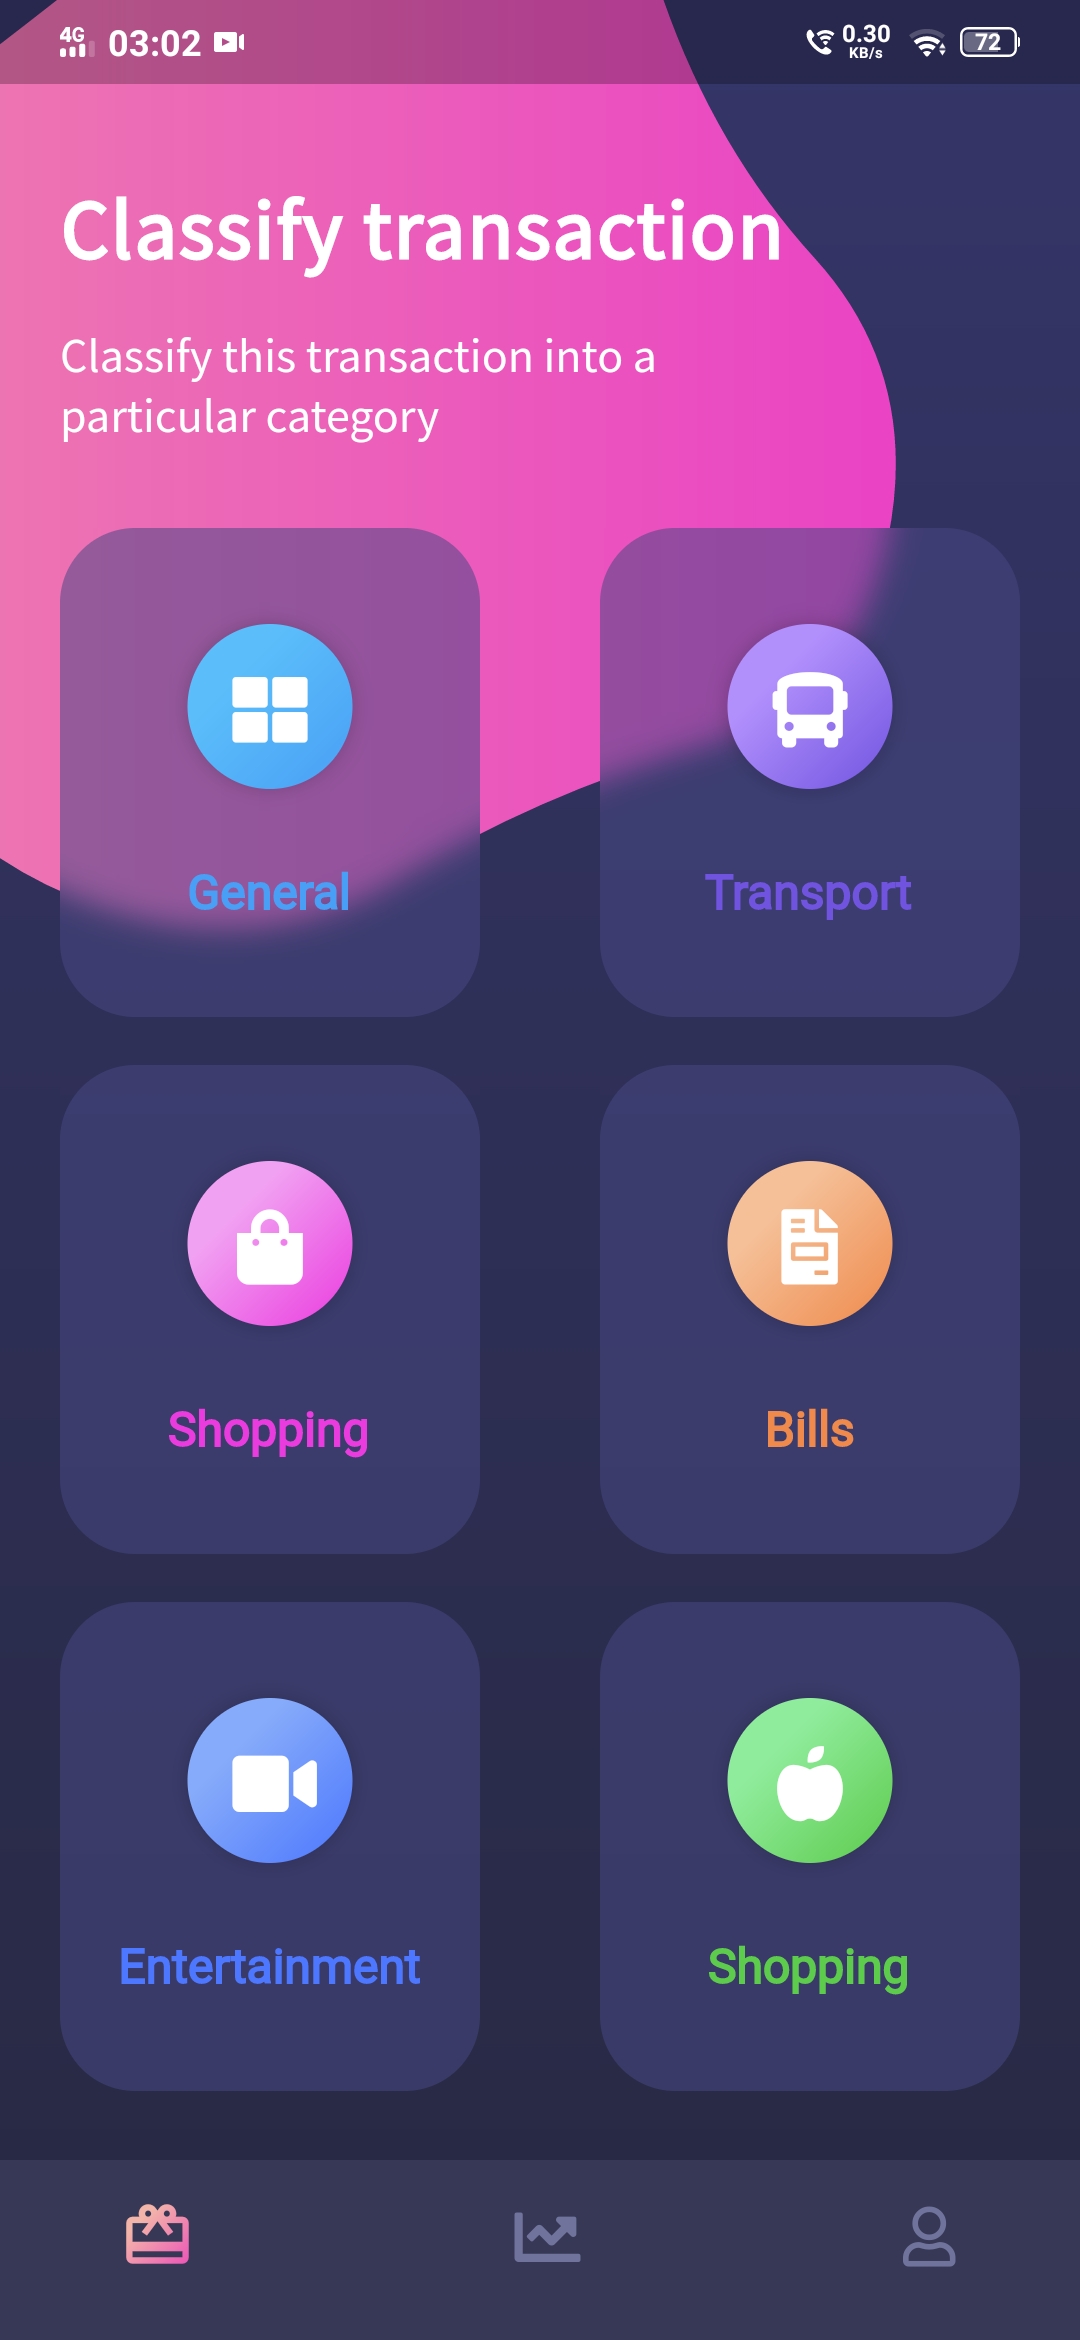 4G 03:02 0.30 KB/s 72
Classify transaction
Classify this transaction into a
particular category
General
Transport
Shopping
Bills
Entertainment
Shopping